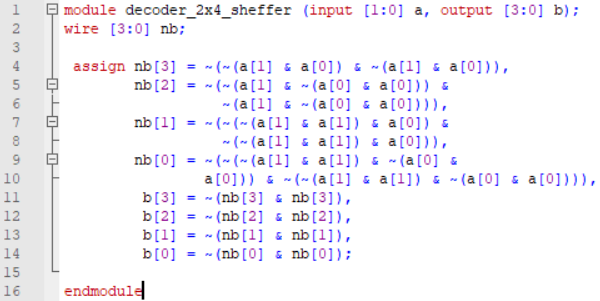 1 module decoder_2x4_sheffer (input [1:0] a, output [3:0] b);
2 wire [3:0] nb;
3
4 assign nb[3] = ~(~(a[1] & a[0]) & ~(a[1] & a[0])),
5 nb[2] = ~(~(a[1] & ~(a[0] & a[0])) &
6 ~(a[1] & ~(a[0] & a[0]))),
7 nb[1] = ~(~(~(a[1] & a[1]) & a[0]) &
8 ~(~(a[1] & a[1]) & a[0])),
9 nb[0] = ~(~(~(a[1] & a[1]) & ~(a[0] &
10 a[0])) & ~(~(a[1] & a[1]) & ~(a[0] & a[0]))),
11 b[3] = ~(nb[3] & nb[3]),
12 b[2] = ~(nb[2] & nb[2]),
13 b[1] = ~(nb[1] & nb[1]),
14 b[0] = ~(nb[0] & nb[0]);
15
16 endmodule